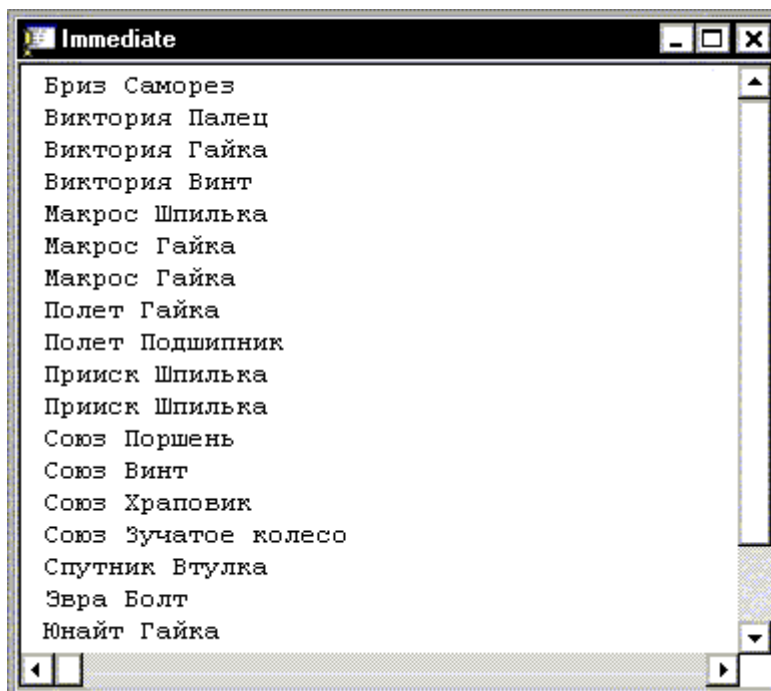 Immediate
Бриз Саморез
Виктория Палец
Виктория Гайка
Виктория Винт
Макрос Шпилька
Макрос Гайка
Макрос Гайка
Полет Гайка
Полет Подшипник
Прииск Шпилька
Прииск Шпилька
Союз Поршень
Союз Винт
Союз Храповик
Союз Зучатое колесо
Спутник Втулка
Эвра Болт
Юнайт Гайка